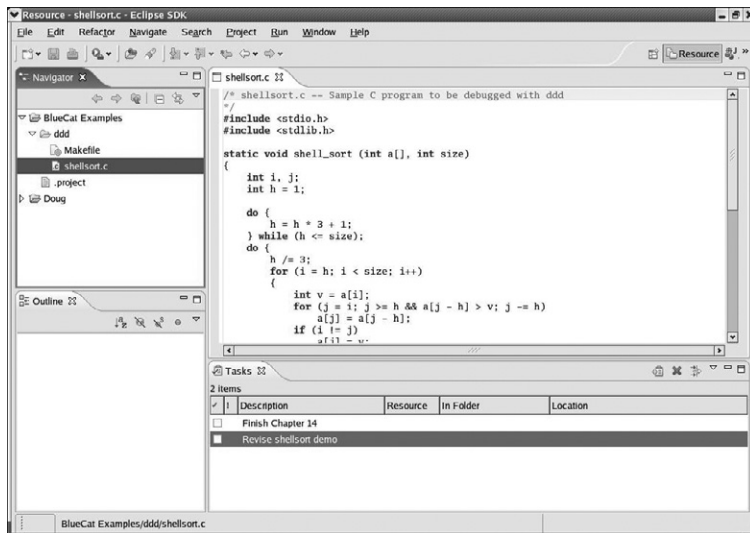 Resource - shellsort.c - Eclipse SDK
File Edit Refactor Navigate Search Project Run Window Help
Resource
Navigator
BlueCat Examples
ddd
Makefile
shellsort.c
.project
Doug
shellsort.c
/* shellsort.c -- Sample C program to be debugged with ddd
*/
#include <stdio.h>
#include <stdlib.h>
static void shell_sort (int a[], int size)
{
int i, j;
int h = 1;
do {
h = h * 3 + 1;
} while (h <= size);
do {
h /= 3;
for (i = h; i < size; i++)
{
int v = a[i];
for (j = i; j >= h && a[j - h] > v; j -= h)
a[j] = a[j - h];
if (i != j)
a[j] = v;
Outline
Tasks
2 items
! Description Resource In Folder Location
Finish Chapter 14
Revise shellsort demo
BlueCat Examples/ddd/shellsort.c